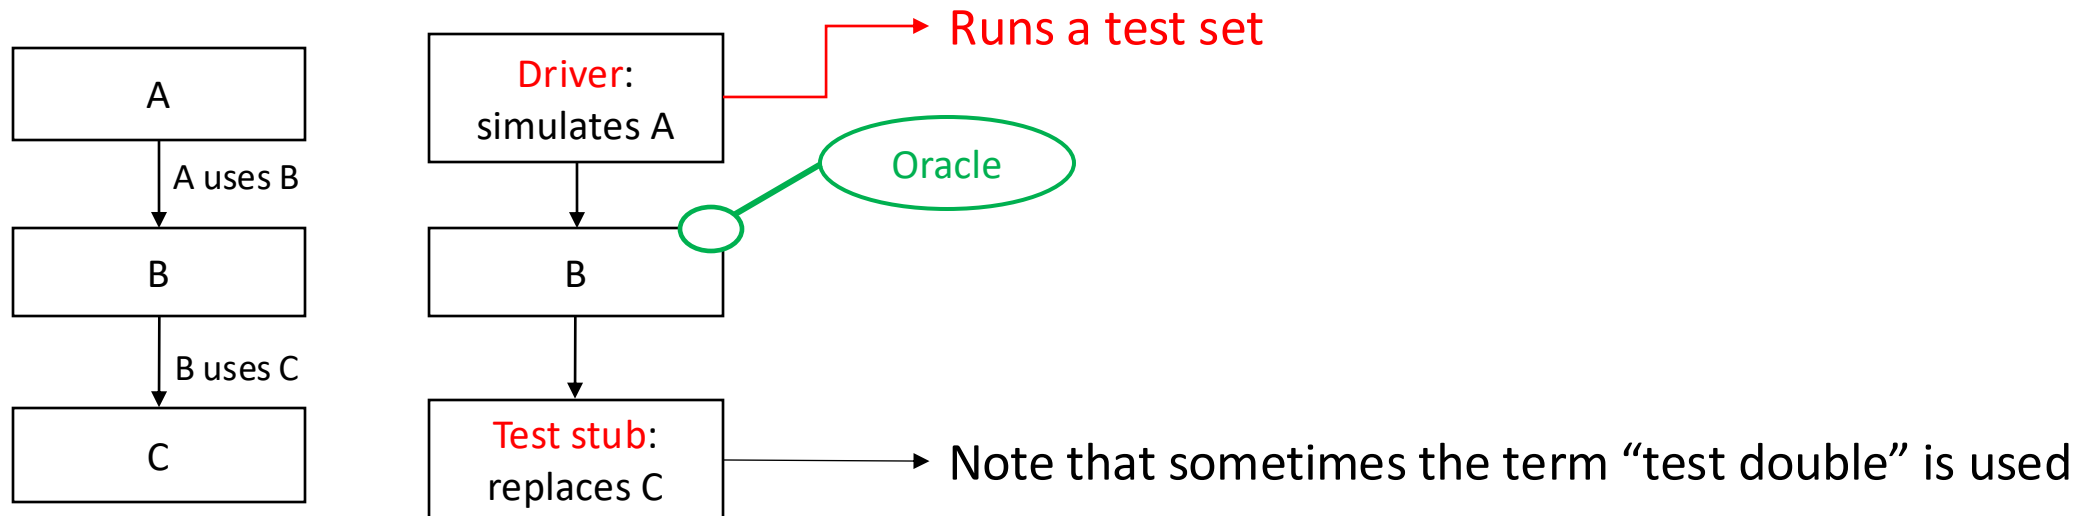 A
A uses B
B
B uses C
C
Driver:
simulates A
Runs a test set
Oracle
B
Test stub:
replaces C
Note that sometimes the term “test double” is used